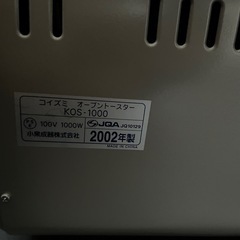 コイズミ オーブントースター
KOS-1000
100V 1000W
JQA JQ10129
小泉成器株式会社
2002年製
MADE IN CHINA